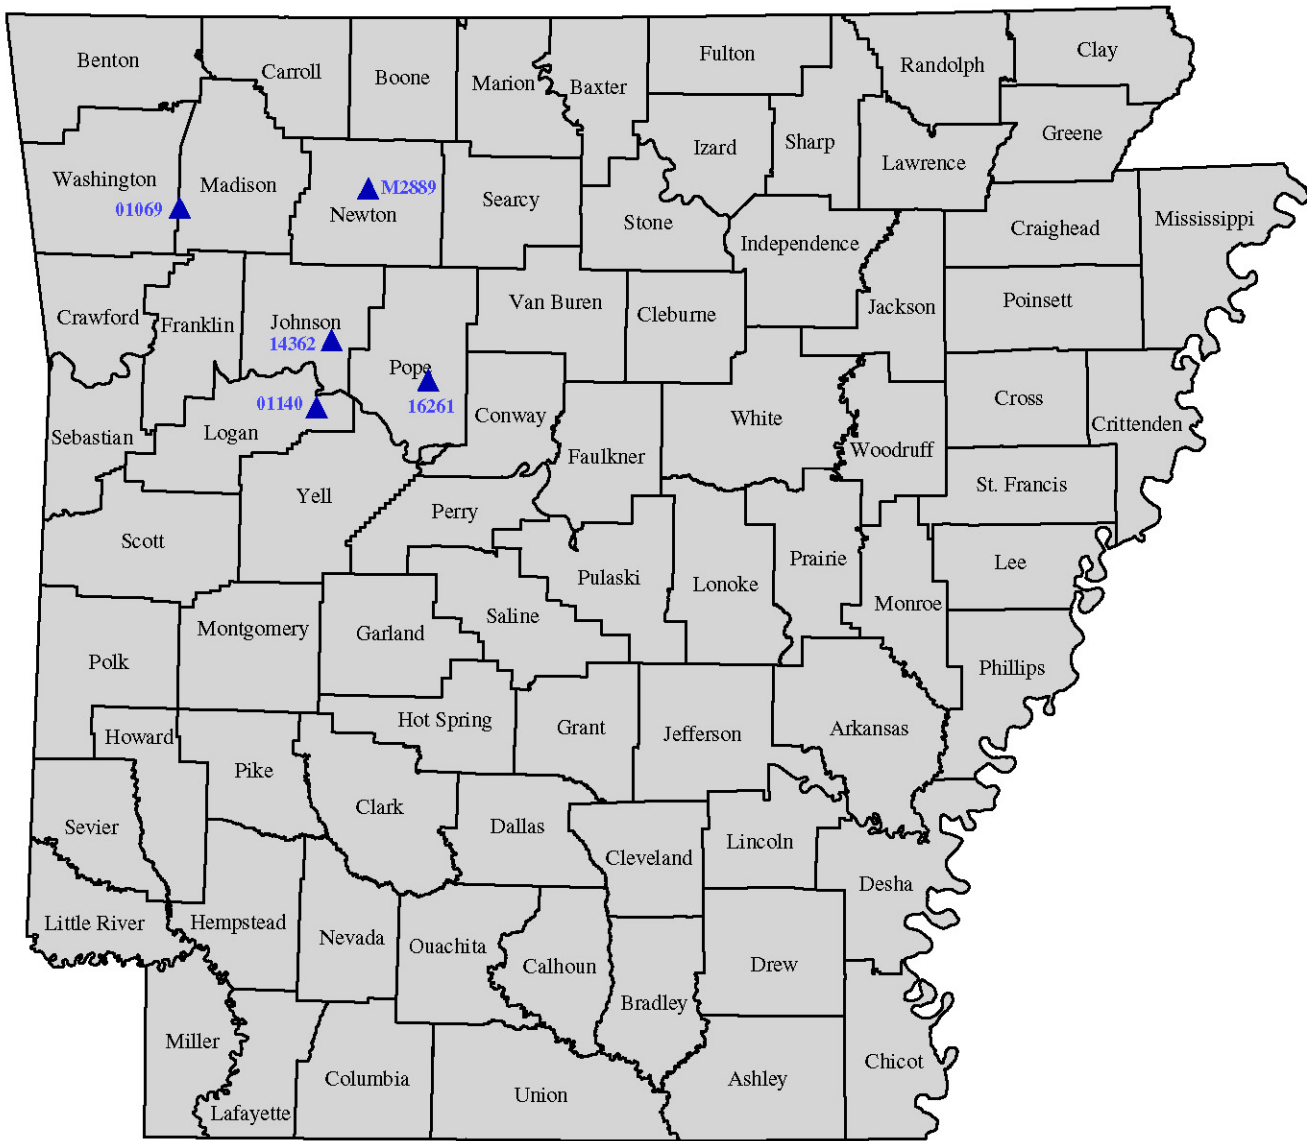 Benton
Carroll
Boone
Marion
Baxter
Fulton
Randolph
Clay
Greene
Izard
Sharp
Lawrence
Washington
Madison
01069
M2889
Newton
Searcy
Stone
Independence
Craighead
Mississippi
Crawford
Franklin
Johnson
14362
Pope
16261
Van Buren
Cleburne
Jackson
Poinsett
01140
Logan
Sebastian
Conway
Faulkner
White
Woodruff
Cross
Crittenden
St. Francis
Scott
Yell
Perry
Pulaski
Lonoke
Prairie
Lee
Monroe
Phillips
Polk
Montgomery
Garland
Saline
Hot Spring
Grant
Jefferson
Arkansas
Howard
Pike
Clark
Dallas
Cleveland
Lincoln
Desha
Sevier
Little River
Hempstead
Nevada
Ouachita
Calhoun
Bradley
Drew
Miller
Lafayette
Columbia
Union
Ashley
Chicot